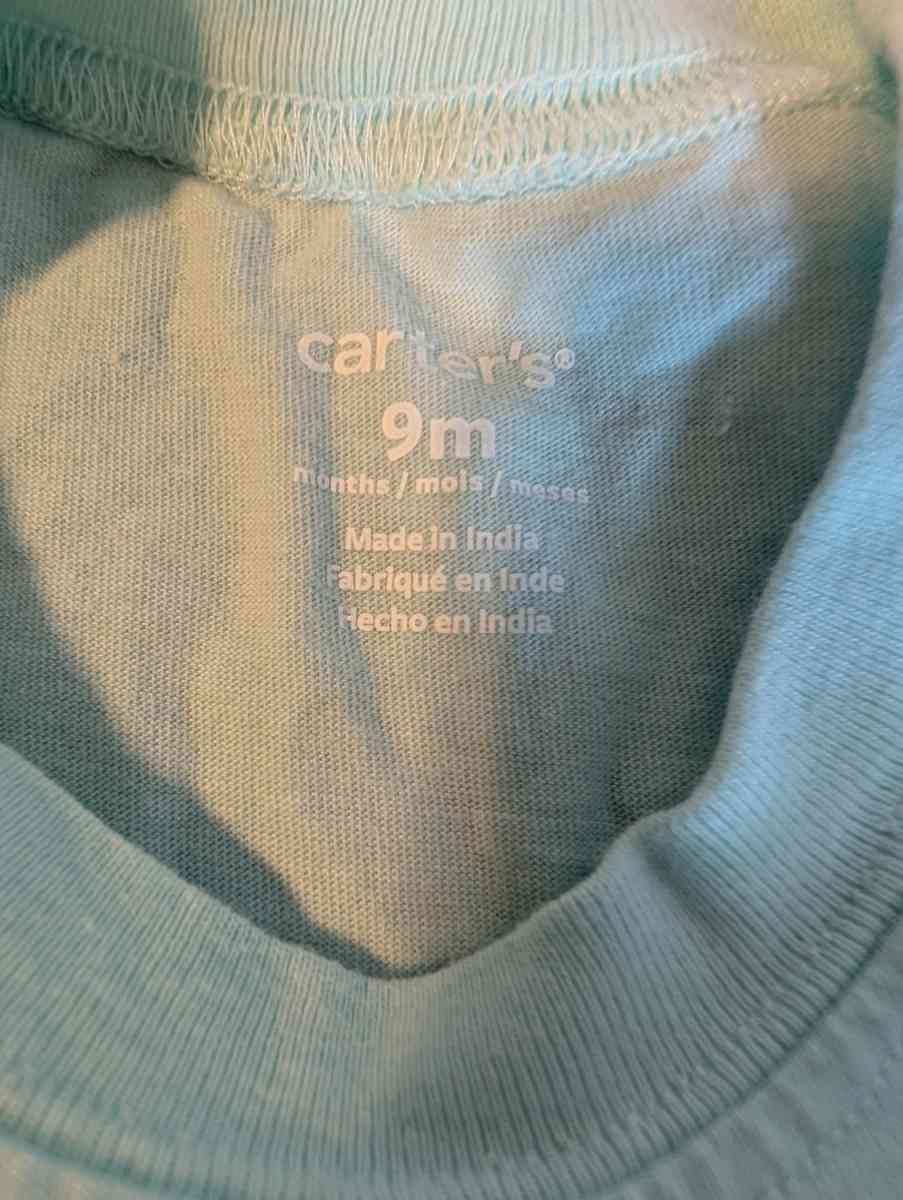 carter's®
9m
months / mois / meses
Made in India
Fabriqué en Inde
Hecho en India